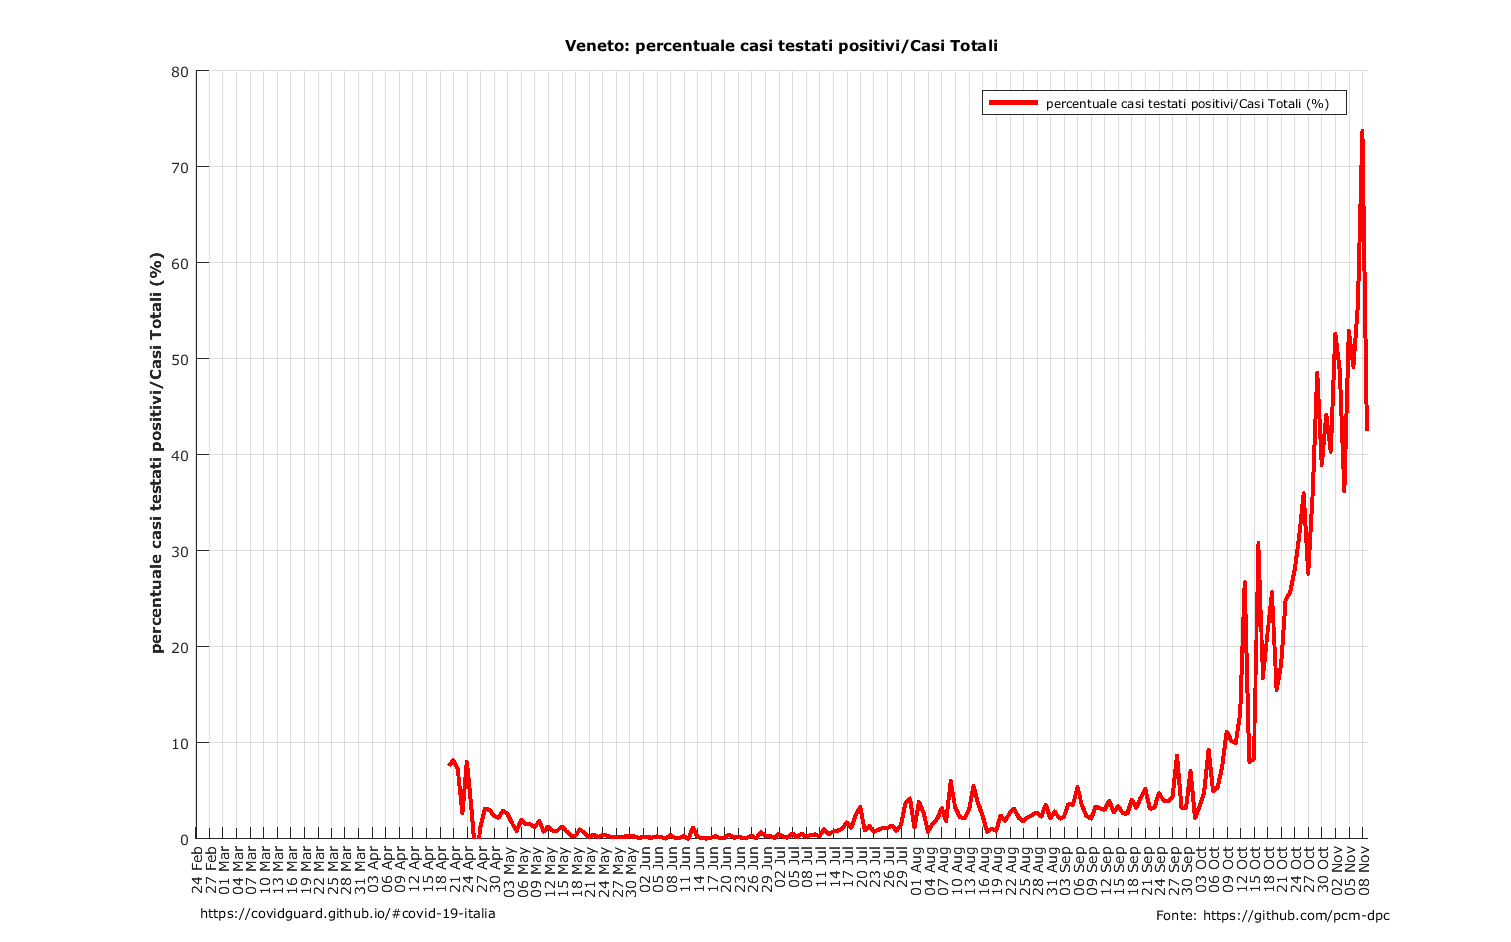 Veneto: percentuale casi testati positivi/Casi Totali
percentuale casi testati positivi/Casi Totali (%)
percentuale casi testati positivi/Casi Totali (%)
80
70
60
50
40
30
20
10
0
24 Feb
27 Feb
01 Mar
04 Mar
07 Mar
10 Mar
13 Mar
16 Mar
19 Mar
22 Mar
25 Mar
28 Mar
31 Mar
03 Apr
06 Apr
09 Apr
12 Apr
15 Apr
18 Apr
21 Apr
24 Apr
27 Apr
30 Apr
03 May
06 May
09 May
12 May
15 May
18 May
21 May
24 May
27 May
30 May
02 Jun
05 Jun
08 Jun
11 Jun
14 Jun
17 Jun
20 Jun
23 Jun
26 Jun
29 Jun
02 Jul
05 Jul
08 Jul
11 Jul
14 Jul
17 Jul
20 Jul
23 Jul
26 Jul
29 Jul
01 Aug
04 Aug
07 Aug
10 Aug
13 Aug
16 Aug
19 Aug
22 Aug
25 Aug
28 Aug
31 Aug
03 Sep
06 Sep
09 Sep
12 Sep
15 Sep
18 Sep
21 Sep
24 Sep
27 Sep
30 Sep
03 Oct
06 Oct
09 Oct
12 Oct
15 Oct
18 Oct
21 Oct
24 Oct
27 Oct
30 Oct
02 Nov
05 Nov
08 Nov
https://covidguard.github.io/#covid-19-italia
Fonte: https://github.com/pcm-dpc